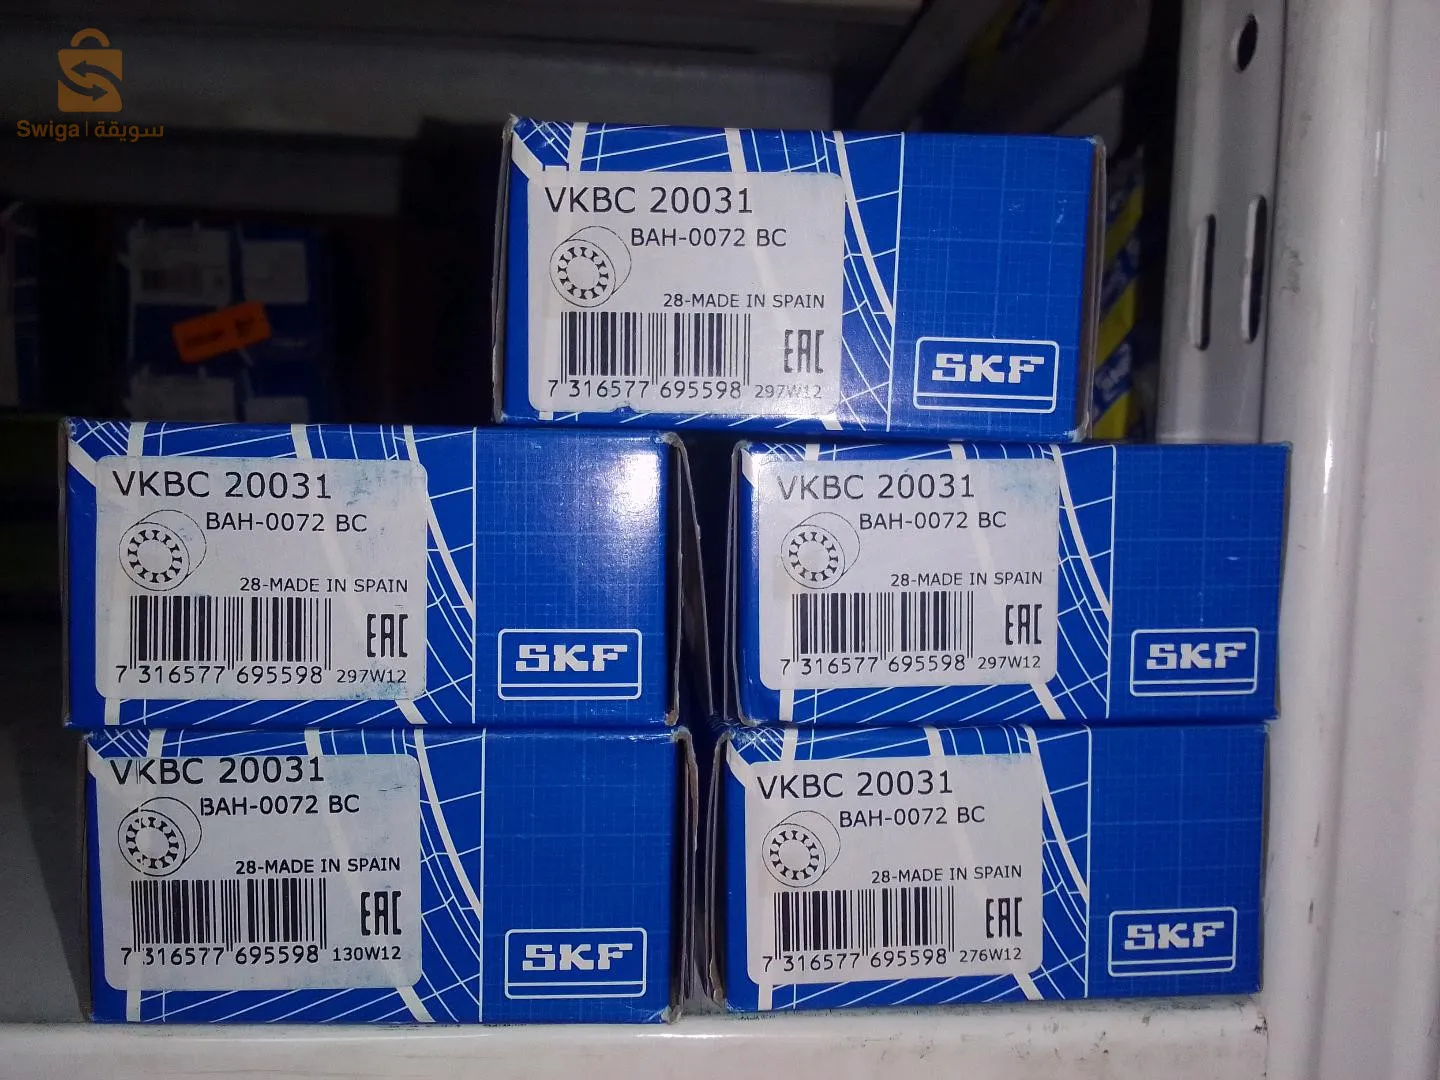 Swiga | سويقة
VKBC 20031
BAH-0072 BC
28-MADE IN SPAIN
EAC
7 316577 695598 297W12
SKF
VKBC 20031
BAH-0072 BC
28-MADE IN SPAIN
EAC
7 316577 695598 297W12
SKF
VKBC 20031
BAH-0072 BC
28-MADE IN SPAIN
EAC
7 316577 695598 297W12
SKF
VKBC 20031
BAH-0072 BC
28-MADE IN SPAIN
EAC
7 316577 695598 130W12
SKF
VKBC 20031
BAH-0072 BC
28-MADE IN SPAIN
EAC
7 316577 695598 276W12
SKF